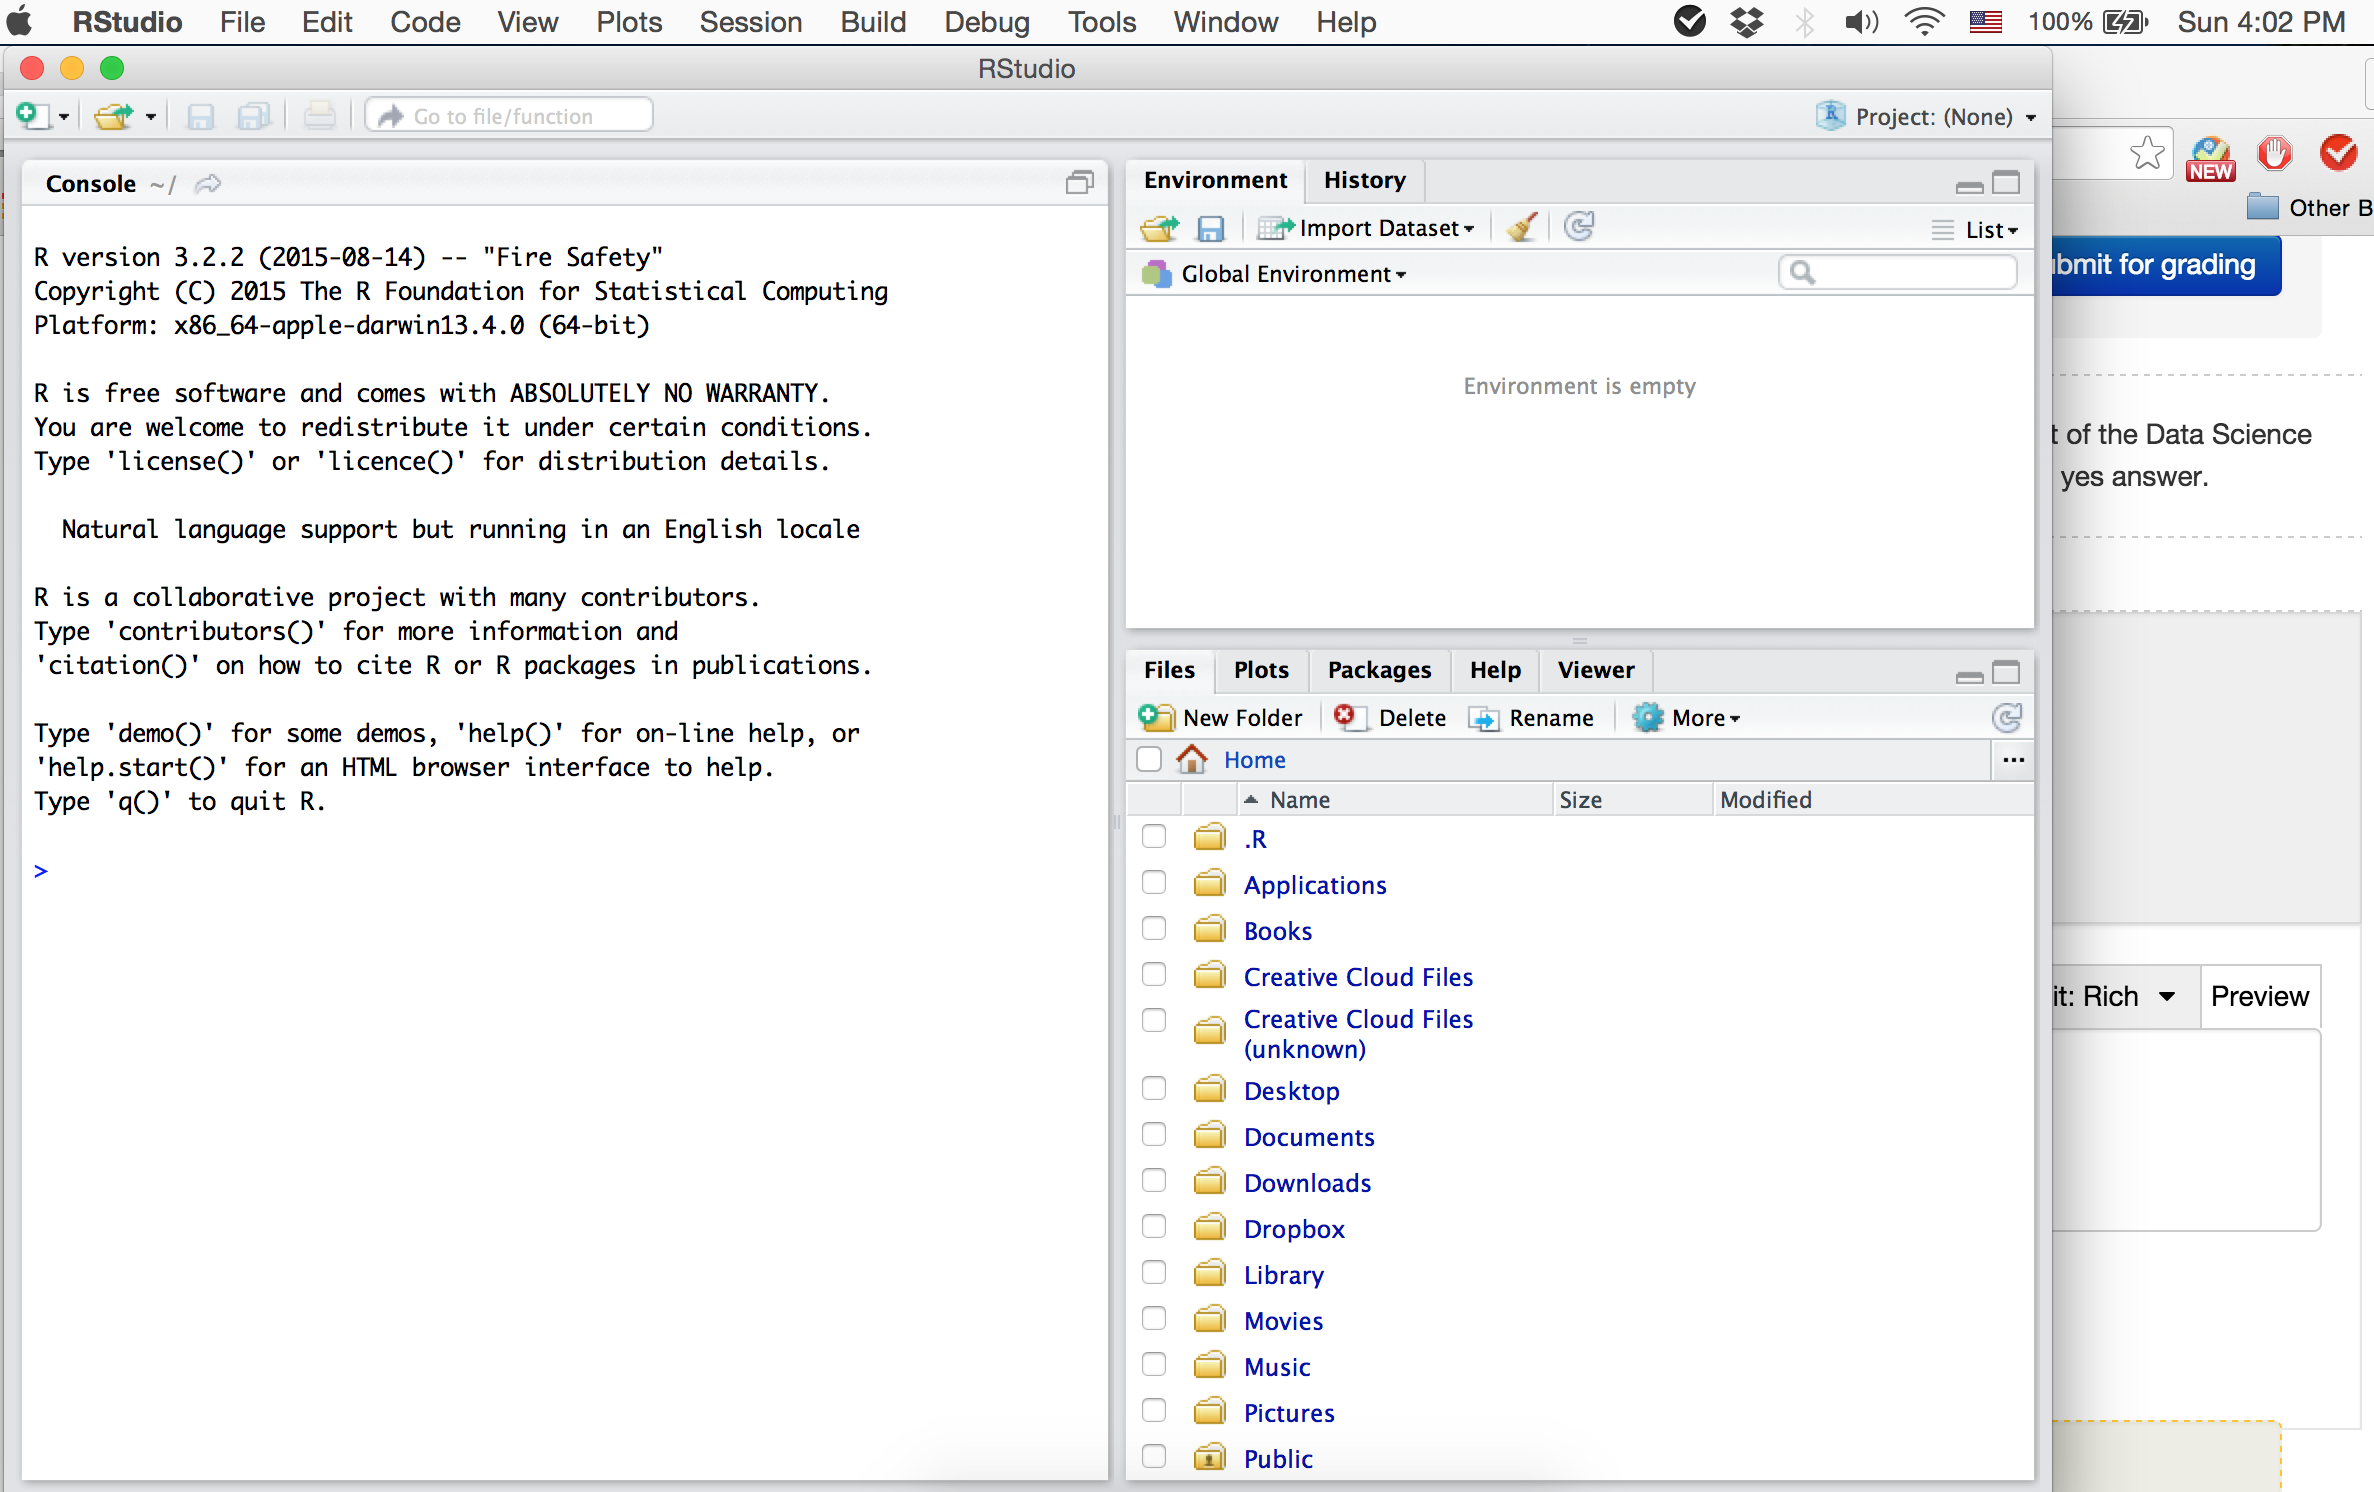 RStudio File Edit Code View Plots Session Build Debug Tools Window Help 100% Sun 4:02 PM
RStudio
Go to file/function
Project: (None)
Console ~/
R version 3.2.2 (2015-08-14) -- "Fire Safety"
Copyright (C) 2015 The R Foundation for Statistical Computing
Platform: x86_64-apple-darwin13.4.0 (64-bit)
R is free software and comes with ABSOLUTELY NO WARRANTY.
You are welcome to redistribute it under certain conditions.
Type 'license()' or 'licence()' for distribution details.
Natural language support but running in an English locale
R is a collaborative project with many contributors.
Type 'contributors()' for more information and
'citation()' on how to cite R or R packages in publications.
Type 'demo()' for some demos, 'help()' for on-line help, or
'help.start()' for an HTML browser interface to help.
Type 'q()' to quit R.
>
Environment History
Import Dataset List
Global Environment
Environment is empty
Files Plots Packages Help Viewer
New Folder Delete Rename More
Home ...
Name Size Modified
.R
Applications
Books
Creative Cloud Files
Creative Cloud Files
(unknown)
Desktop
Documents
Downloads
Dropbox
Library
Movies
Music
Pictures
Public
NEW
Other B
bmit for grading
t of the Data Science
yes answer.
it: Rich Preview